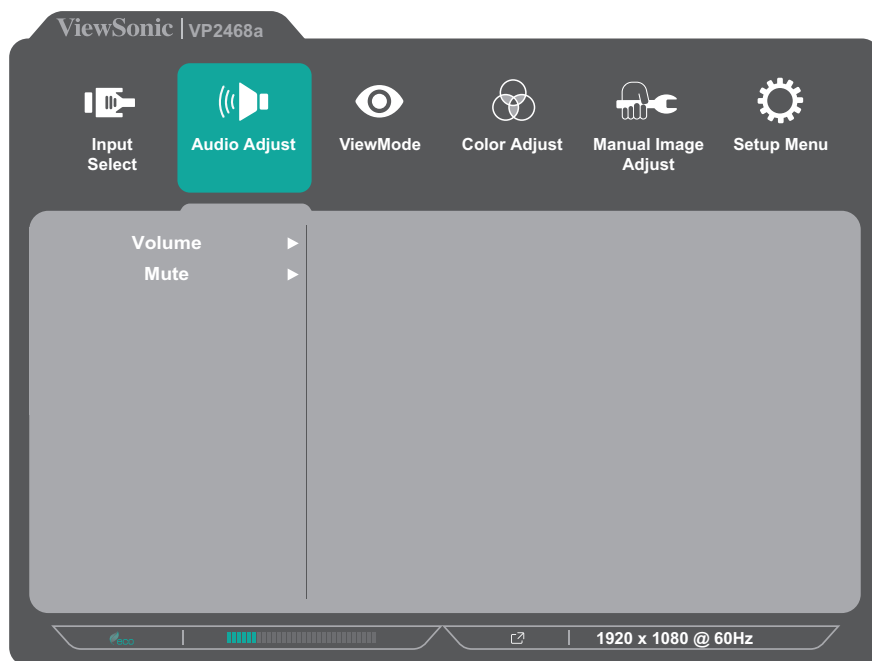 ViewSonic | VP2468a
Input Select
Audio Adjust
ViewMode
Color Adjust
Manual Image Adjust
Setup Menu
Volume
Mute
eco
1920 x 1080 @ 60Hz